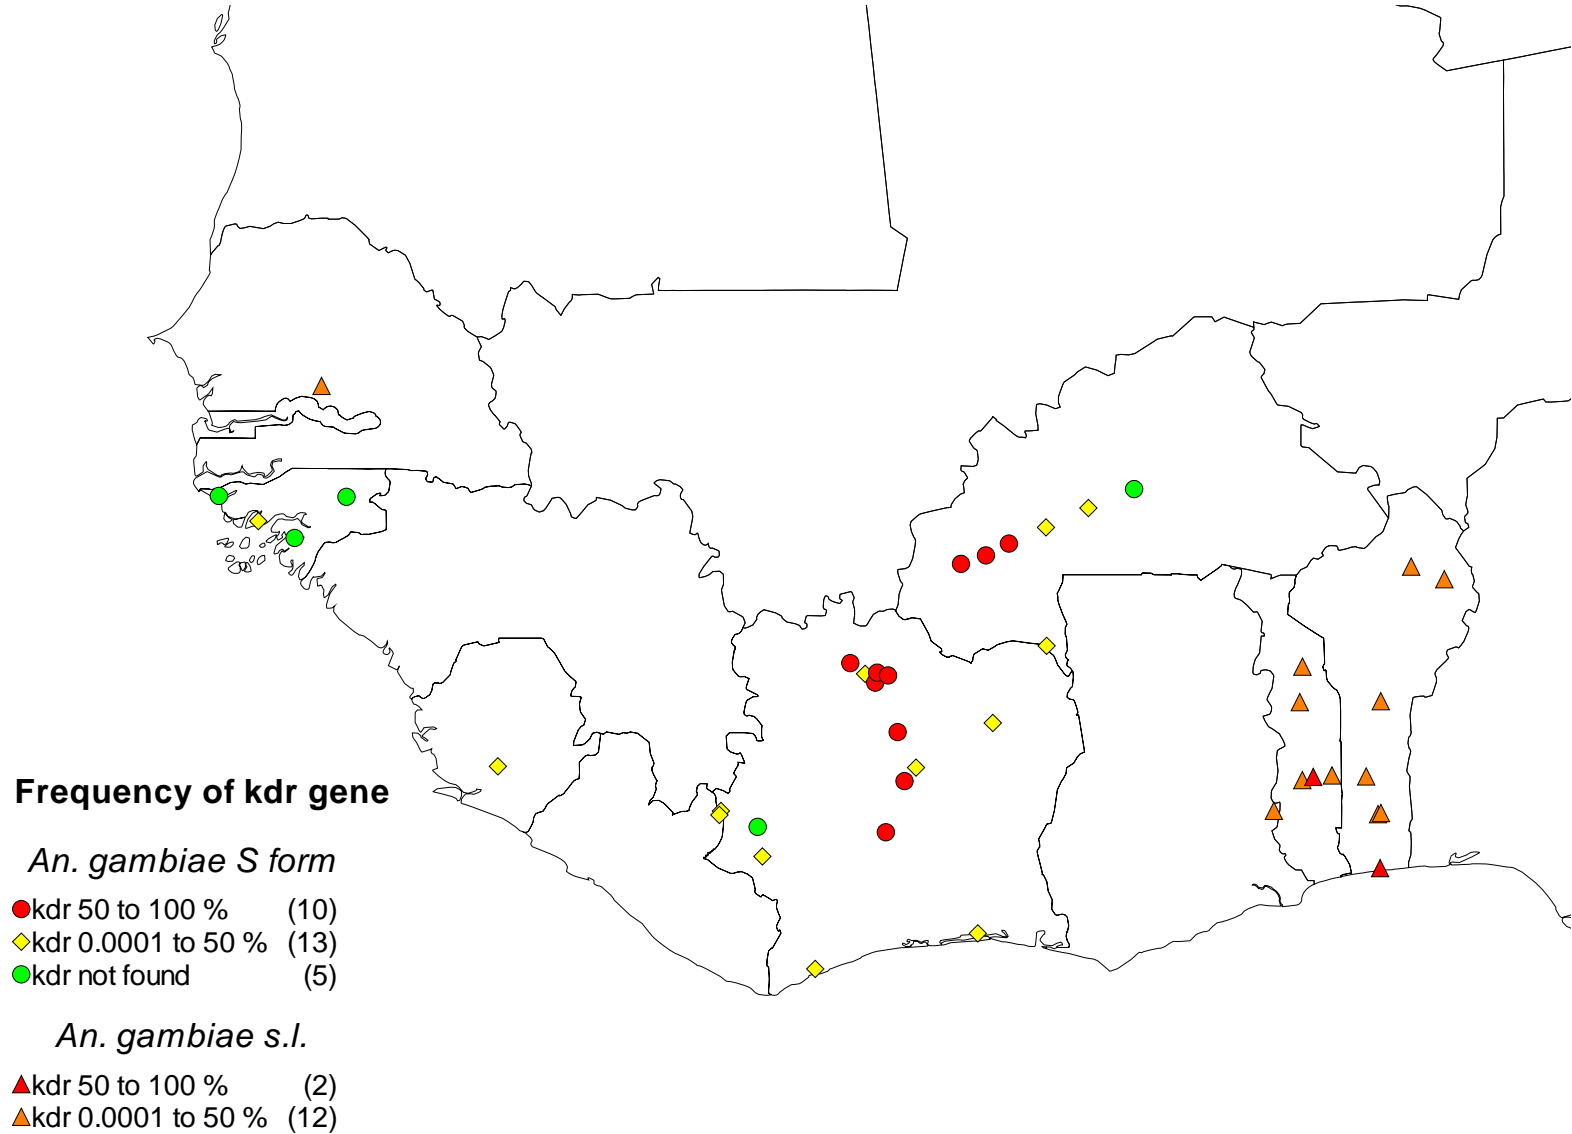 Frequency of kdr gene
An. gambiae S form
kdr 50 to 100 % (10)
kdr 0.0001 to 50 % (13)
kdr not found (5)
An. gambiae s.l.
kdr 50 to 100 % (2)
kdr 0.0001 to 50 % (12)